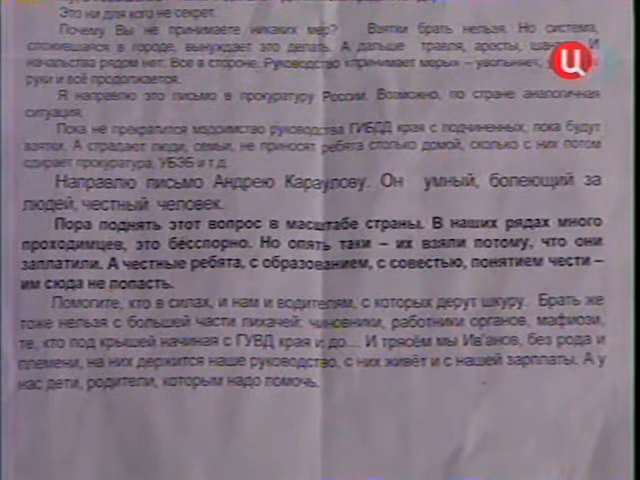 Это ни для кого не секрет.
Почему Вы не принимаете никаких мер? Взятки брать нельзя. Но система,
сложившаяся в городе, вынуждает это делать. А дальше травля, аресты, И
начальства рядом нет. Все в стороне. Руководство «принимает меры» – увольняет,
руки и всё продолжается.
Ц
Я направлю это письмо в прокуратуру России. Возможно, по стране аналогичная
ситуация.
Пока не прекратится мздоимство руководства ГИБДД края с подчиненных, пока будут
взятки. А страдают люди, семьи, не приносят ребята столько домой, сколько с них потом
сдирает прокуратура, УБЭБ и т.д.
Направлю письмо Андрею Караулову. Он умный, болеющий за
людей, честный человек.
Пора поднять этот вопрос в масштабе страны. В наших рядах много
проходимцев, это бесспорно. Но опять таки – их взяли потому, что они
заплатили. А честные ребята, с образованием, с совестью, понятием чести –
им сюда не попасть.
Помогите, кто в силах, и нам и водителям, с которых дерут шкуру. Брать же
тоже нельзя с большей части лихачей: чиновники, работники органов, мафиози,
те, кто под крышей начиная с ГУВД края и до... И трясём мы Ив'анов, без рода и
племени, на них держится наше руководство, с них живёт и с нашей зарплаты. А у
нас дети, родители, которым надо помочь.